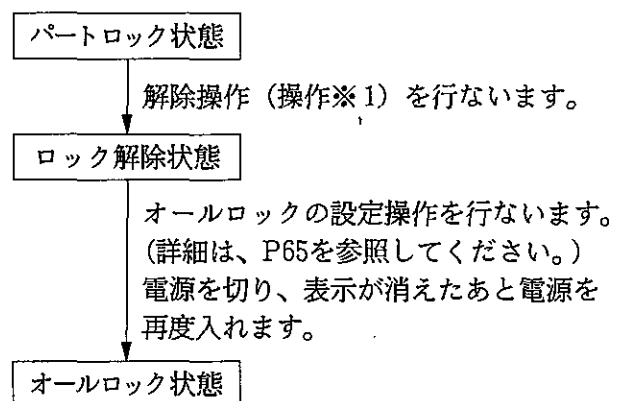 パートロック状態
解除操作（操作※1）を行ないます。
ロック解除状態
オールロックの設定操作を行ないます。
(詳細は、P65を参照してください。)
電源を切り、表示が消えたあと電源を
再度入れます。
オールロック状態